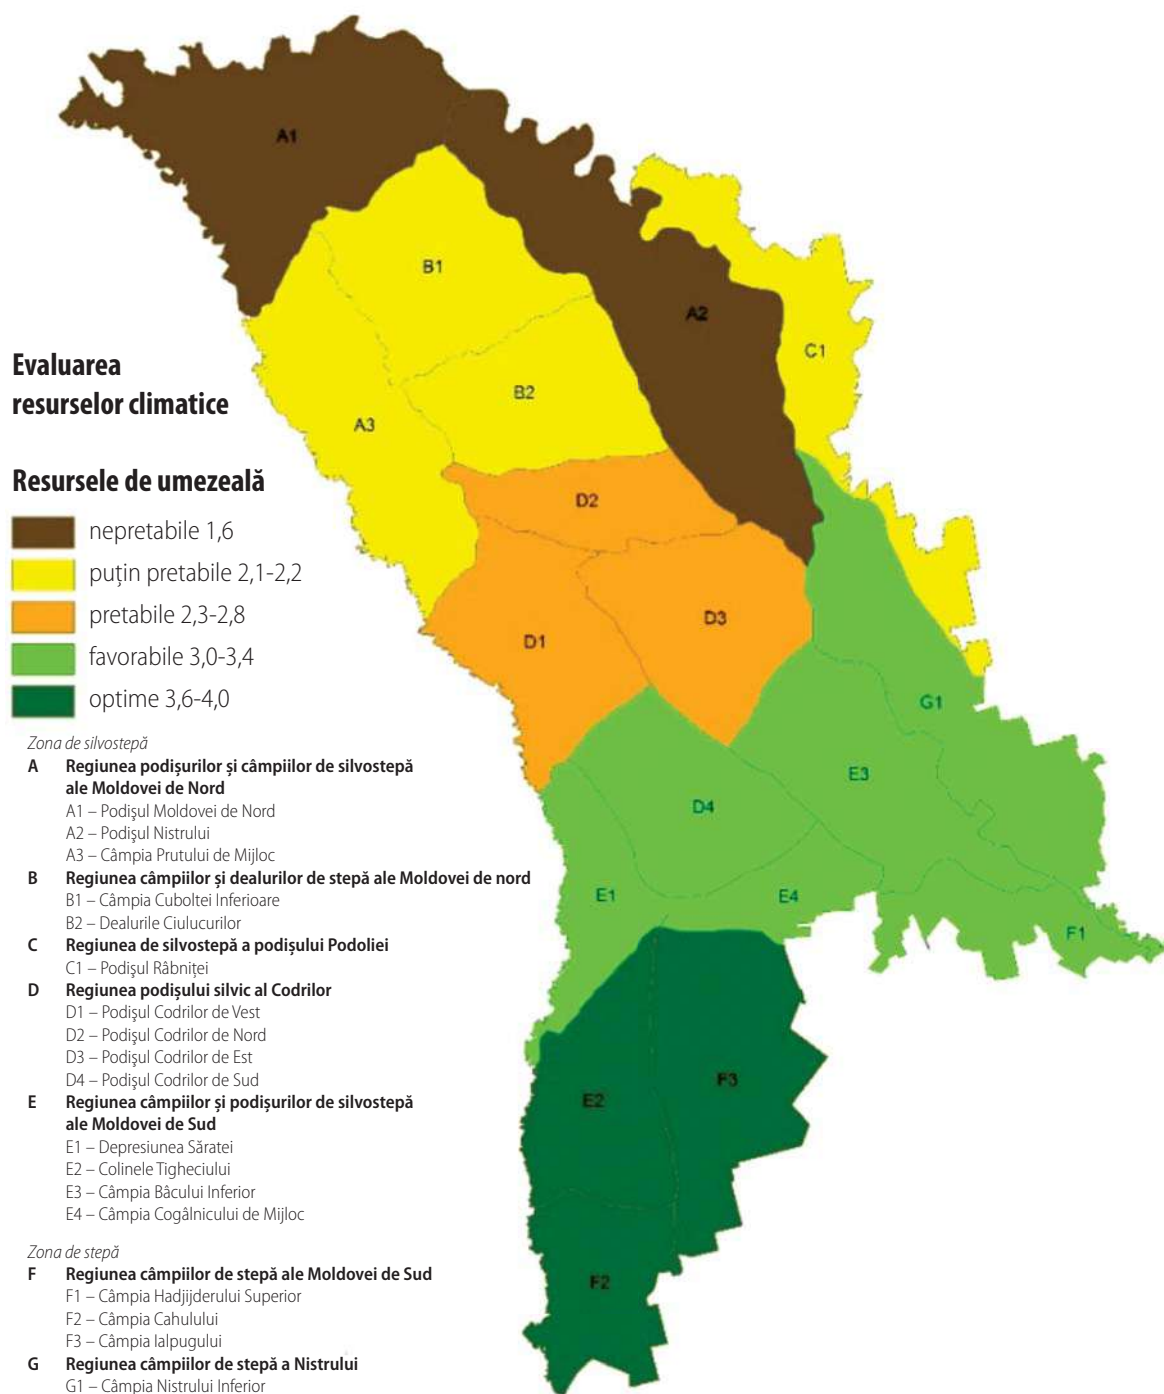 A1
B1
A2
C1
Evaluarea
resurselor climatice
B2
A3
Resursele de umezeală
D2
nepretabile 1,6
puțin pretabile 2,1-2,2
pretabile 2,3-2,8
D3
D1
favorabile 3,0-3,4
optime 3,6-4,0
G1
E3
D4
E1
E4
F1
F3
E2
F2
Zona de silvostepă
A Regiunea podișurilor și câmpiilor de silvostepă
ale Moldovei de Nord
A1 – Podişul Moldovei de Nord
A2 – Podişul Nistrului
A3 – Câmpia Prutului de Mijloc
B Regiunea câmpiilor și dealurilor de stepă ale Moldovei de nord
B1 – Câmpia Cuboltei Inferioare
B2 – Dealurile Ciulucurilor
C Regiunea de silvostepă a podișului Podoliei
C1 – Podişul Râbniței
D Regiunea podișului silvic al Codrilor
D1 – Podişul Codrilor de Vest
D2 – Podişul Codrilor de Nord
D3 – Podişul Codrilor de Est
D4 – Podişul Codrilor de Sud
E Regiunea câmpiilor și podișurilor de silvostepă
ale Moldovei de Sud
E1 – Depresiunea Săratei
E2 – Colinele Tigheciului
E3 – Câmpia Bâcului Inferior
E4 – Câmpia Cogâlnicului de Mijloc
Zona de stepă
F Regiunea câmpiilor de stepă ale Moldovei de Sud
F1 – Câmpia Hadjijderului Superior
F2 – Câmpia Cahulului
F3 – Câmpia Ialpugului
G Regiunea câmpiilor de stepă a Nistrului
G1 – Câmpia Nistrului Inferior